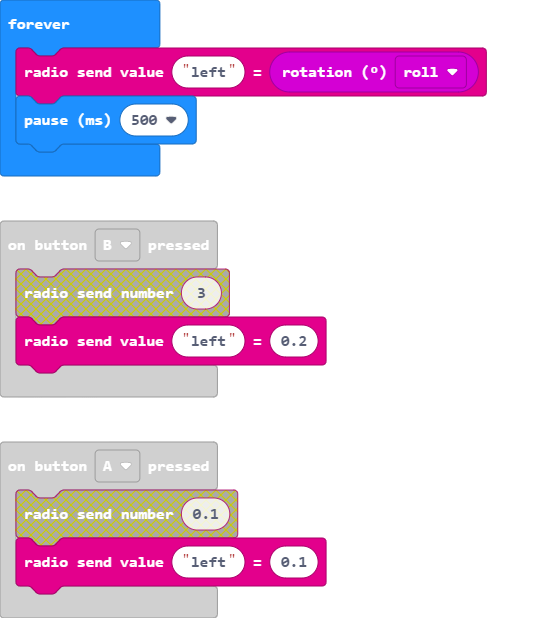 forever
radio send value "left" = rotation (º) roll
pause (ms) 500
on button B pressed
radio send number 3
radio send value "left" = 0.2
on button A pressed
radio send number 0.1
radio send value "left" = 0.1